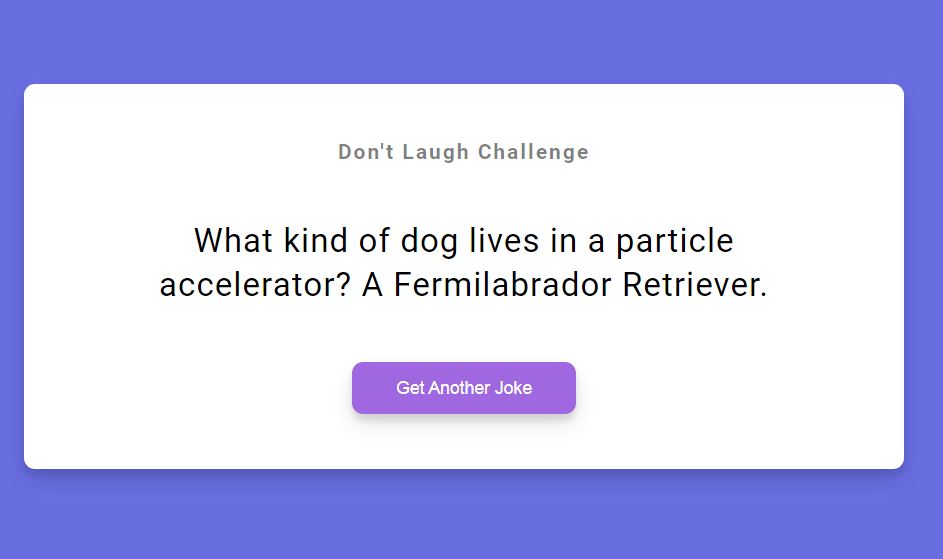 Don't Laugh Challenge
What kind of dog lives in a particle
accelerator? A Fermilabrador Retriever.
Get Another Joke